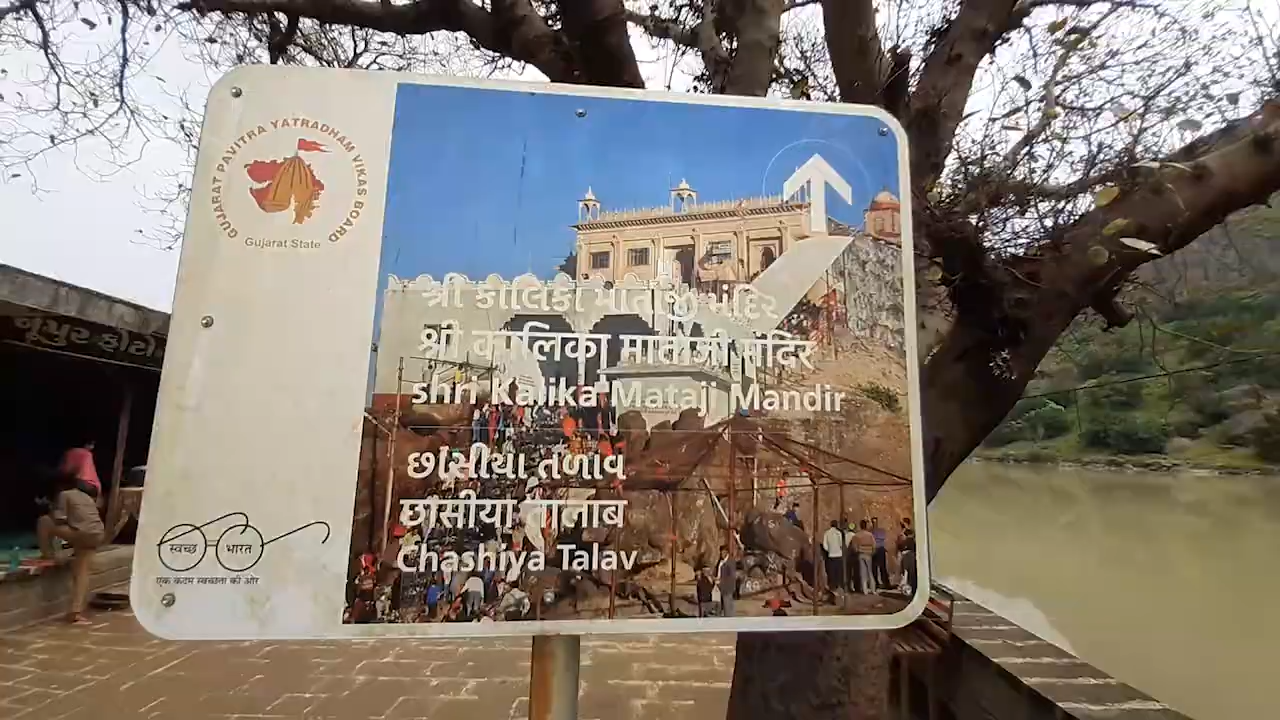 GUJARAT PAVITRA YATRADHAM VIKAS BOARD
Gujarat State
શ્રી કાલિકા માતાજી મંદિર
श्री कालिका माताजी मंदिर
Shri Kalika Mataji Mandir
છાસીયા તળાવ
छासीया तालाब
Chashiya Talav
स्वच्छ भारत
एक कदम स्वच्छता की ओर
નૂપુર ફોટો